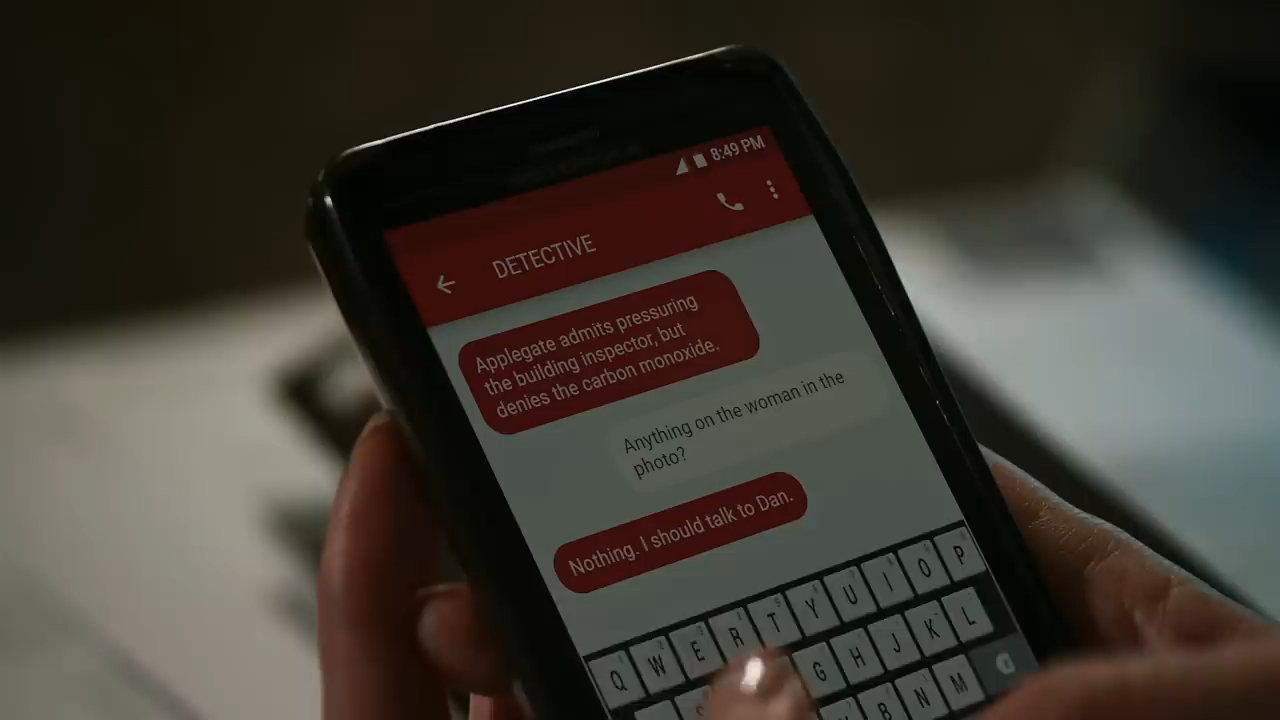 8:49 PM
DETECTIVE
Applegate admits pressuring
the building inspector, but
denies the carbon monoxide.
Anything on the woman in the
photo?
Nothing. I should talk to Dan.
Q W E R T Y U I O P
G H J K L
B N M